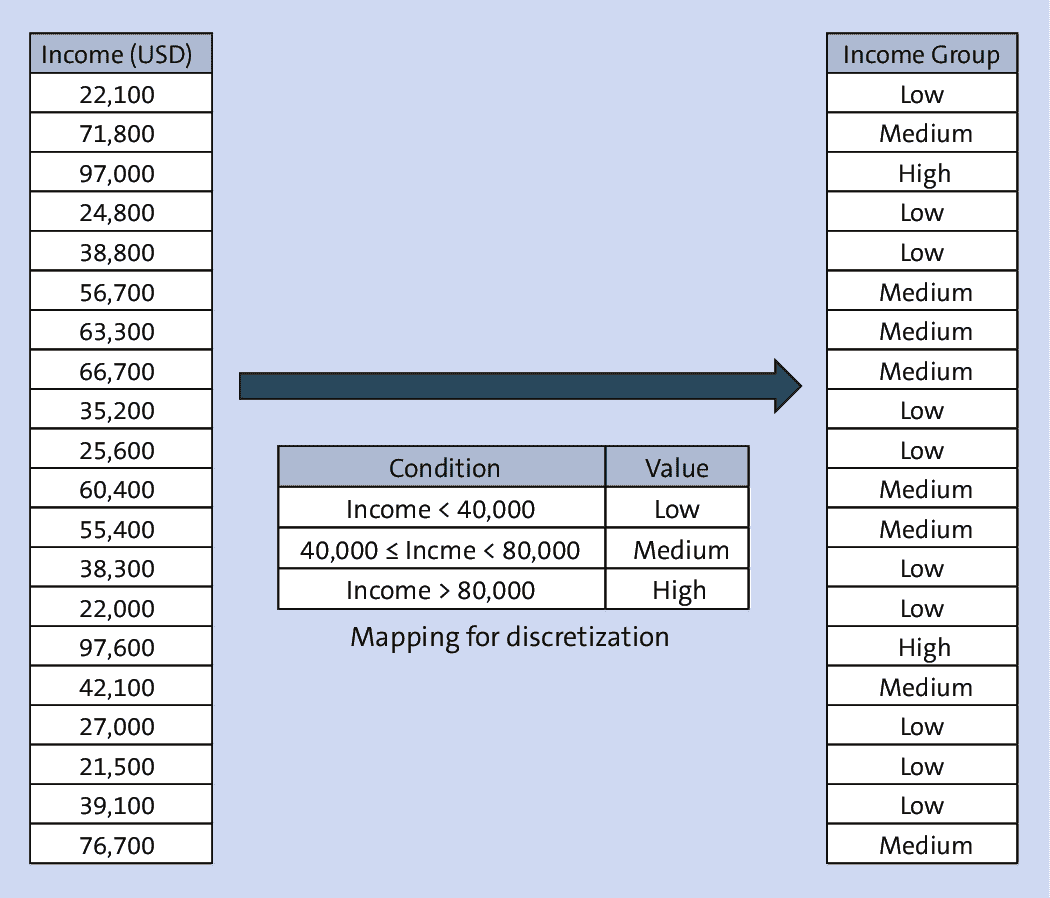 Income (USD) Income Group
22,100 Low
71,800 Medium
97,000 High
24,800 Low
38,800 Low
56,700 Medium
63,300 Medium
66,700 Medium
35,200 Low
25,600 Low
Condition Value
60,400 Medium
Income < 40,000 Low
55,400 Medium
40,000 ≤ Incme < 80,000 Medium
38,300 Low
Income > 80,000 High
22,000 Low
Mapping for discretization
97,600 High
42,100 Medium
27,000 Low
21,500 Low
39,100 Low
76,700 Medium